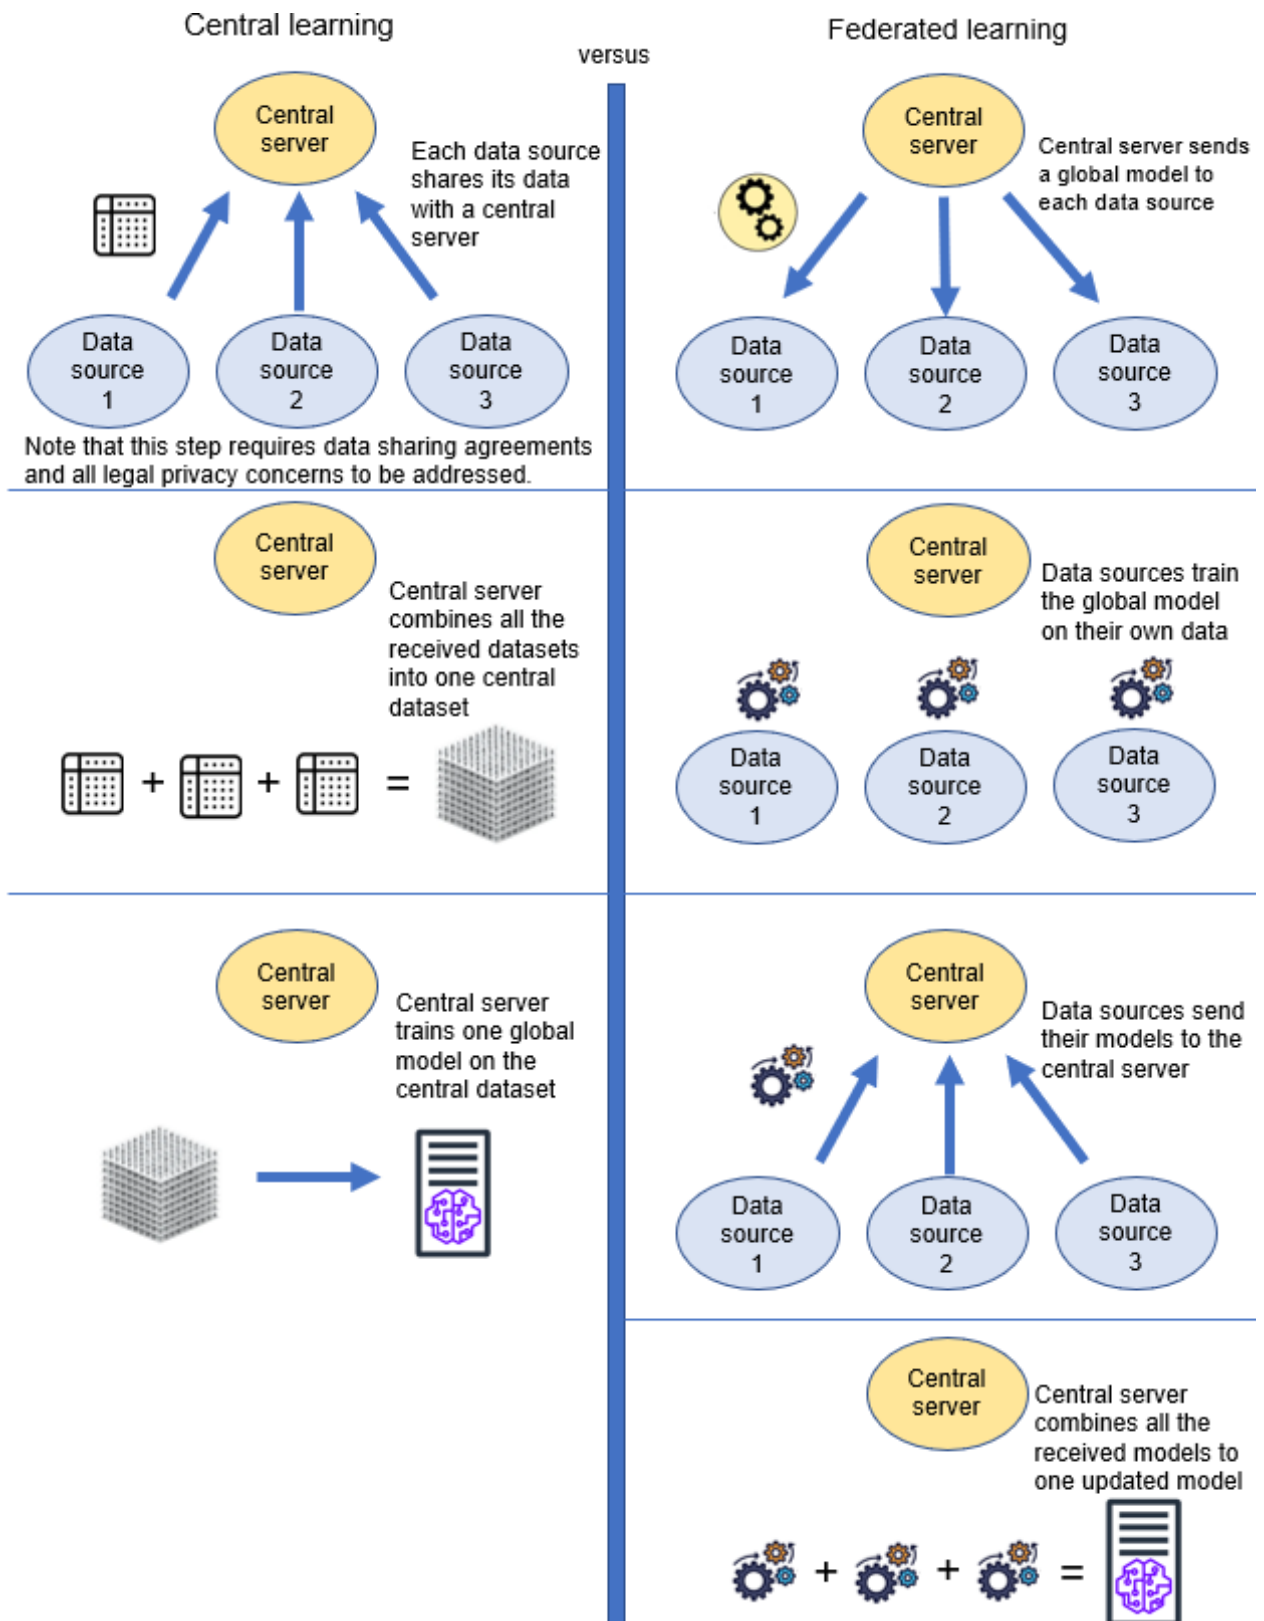 Central learning
versus
Federated learning
Central
server
Each data source
shares its data
with a central
server
Data
source
1
Data
source
2
Data
source
3
Note that this step requires data sharing agreements
and all legal privacy concerns to be addressed.
Central
server
Central server sends
a global model to
each data source
Data
source
1
Data
source
2
Data
source
3
Central
server
Central server
combines all the
received datasets
into one central
dataset
+ + =
Central
server
Data sources train
the global model
on their own data
Data
source
1
Data
source
2
Data
source
3
Central
server
Central server
trains one global
model on the
central dataset
Central
server
Data sources send
their models to the
central server
Data
source
1
Data
source
2
Data
source
3
Central
server
Central server
combines all the
received models to
one updated model
+ + =